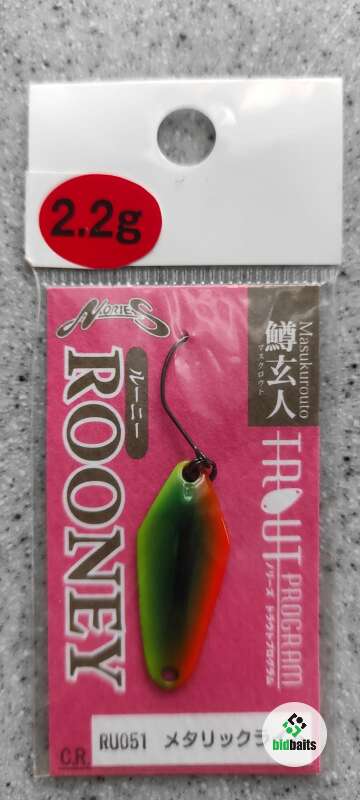 2.2g
NORIES
ROONEY
ルーニー
Masukurouto
鱒玄人
マスクロウト
TROUT PROGRAM
ノリーズ トラウトプログラム
C.R.
RU051 メタリックラ
bidbaits